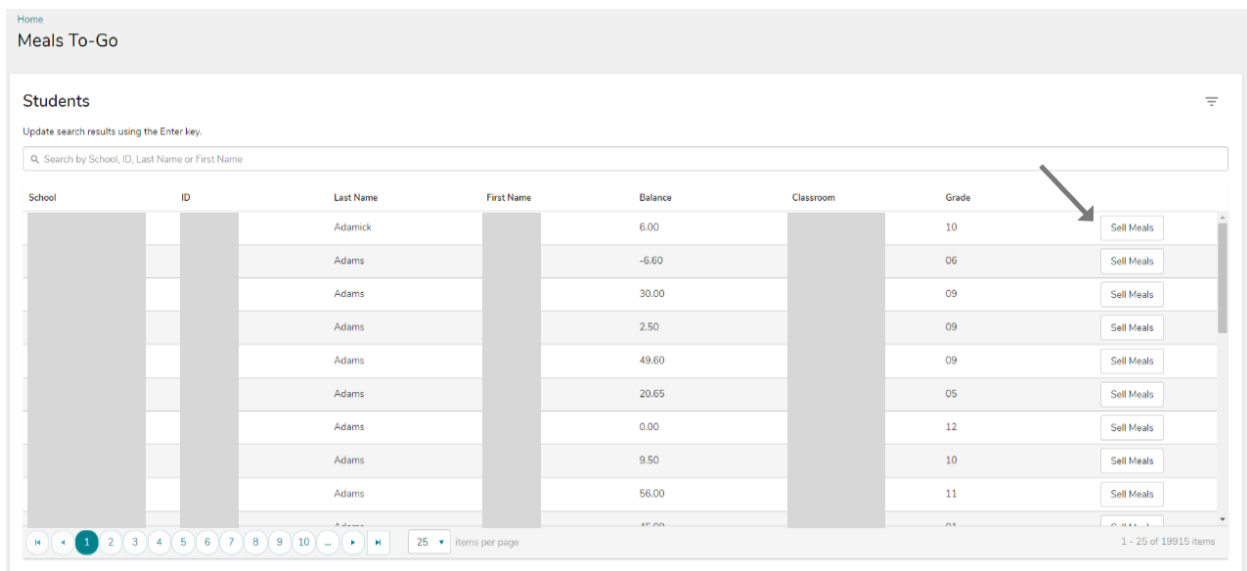 Home
Meals To-Go
Students
Update search results using the Enter key.
Search by School, ID, Last Name or First Name
School ID Last Name First Name Balance Classroom Grade
Adamick 6.00 10 Sell Meals
Adams -6.60 06 Sell Meals
Adams 30.00 09 Sell Meals
Adams 2.50 09 Sell Meals
Adams 49.60 09 Sell Meals
Adams 20.65 05 Sell Meals
Adams 0.00 12 Sell Meals
Adams 9.50 10 Sell Meals
Adams 56.00 11 Sell Meals
1 2 3 4 5 6 7 8 9 10 ... 25 items per page 1 - 25 of 19915 items